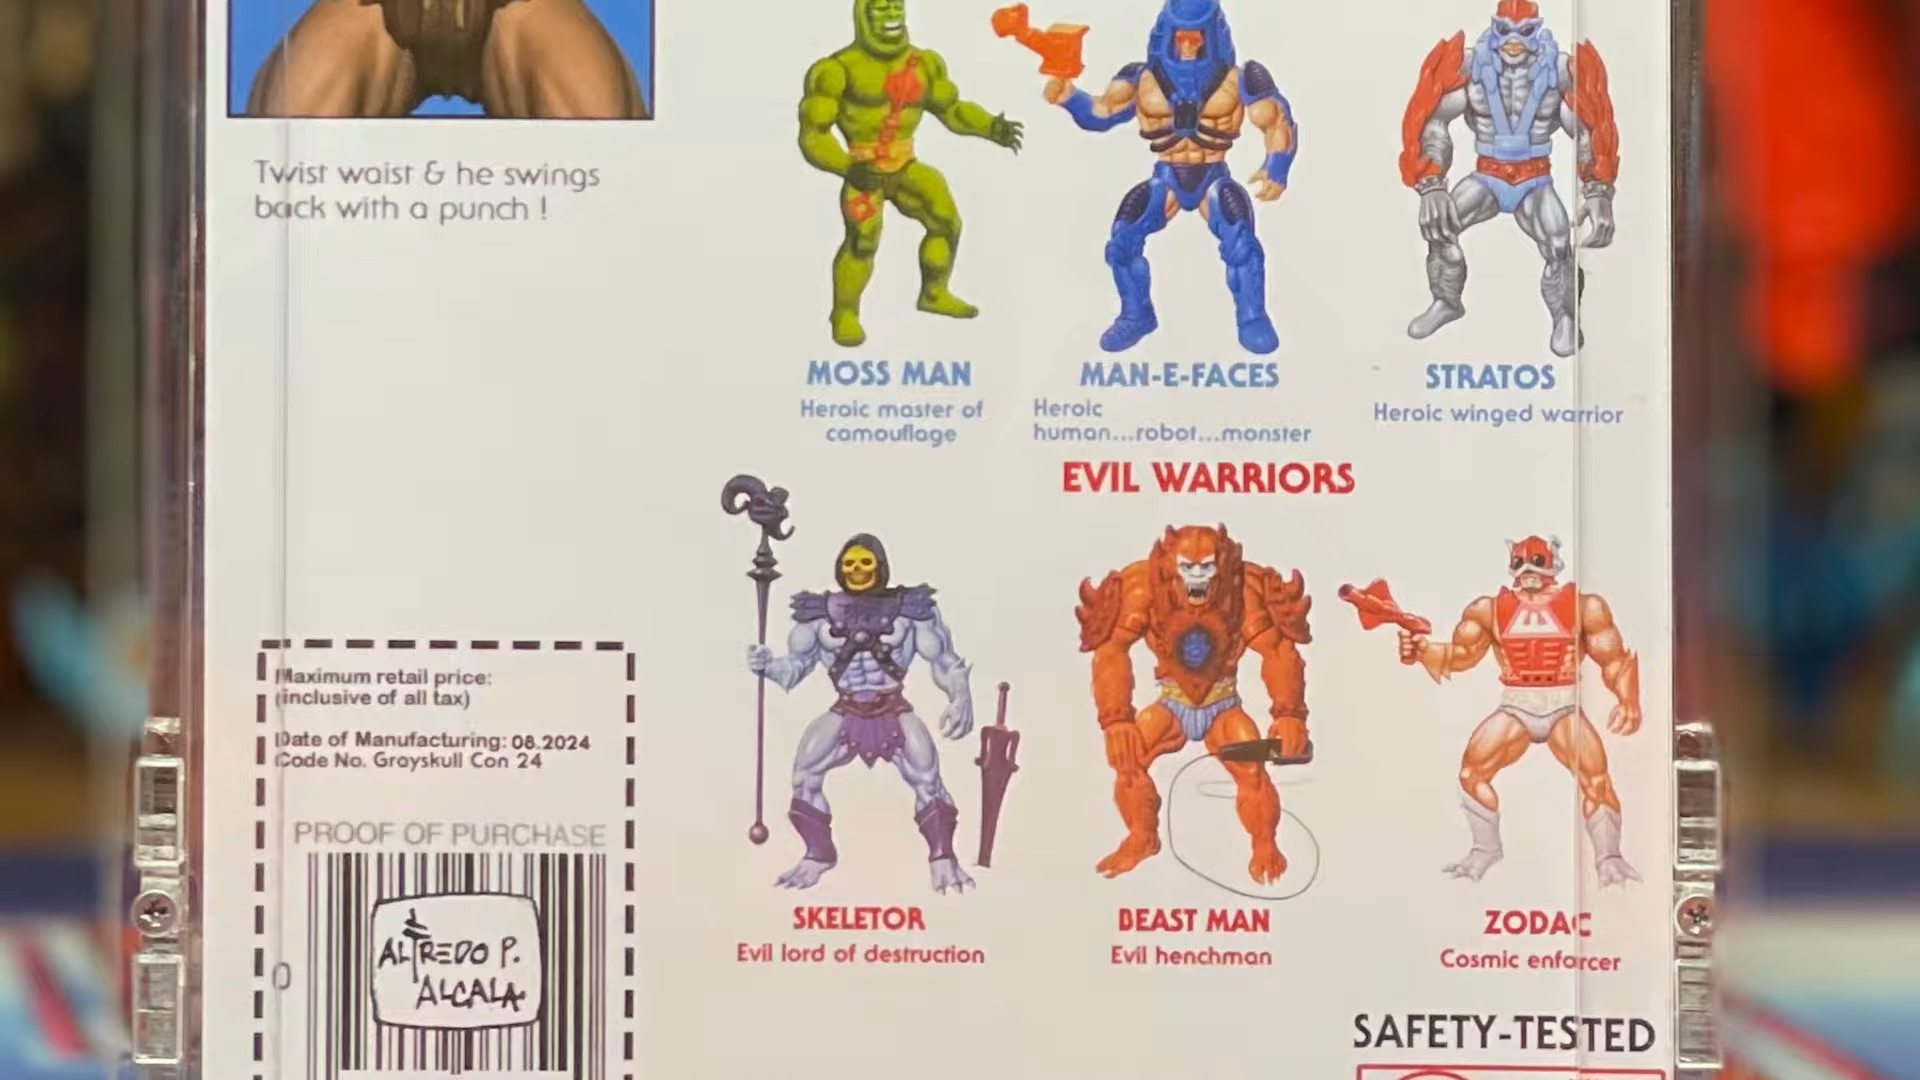 Twist waist & he swings
back with a punch !
MOSS MAN
Heroic master of
camouflage
MAN-E-FACES
Heroic
human...robot...monster
STRATOS
Heroic winged warrior
EVIL WARRIORS
SKELETOR
Evil lord of destruction
BEAST MAN
Evil henchman
ZODAC
Cosmic enforcer
Maximum retail price:
(inclusive of all tax)
Date of Manufacturing: 08.2024
Code No. Grayskull Con 24
PROOF OF PURCHASE
0
ALFREDO P.
ALCALA
SAFETY-TESTED